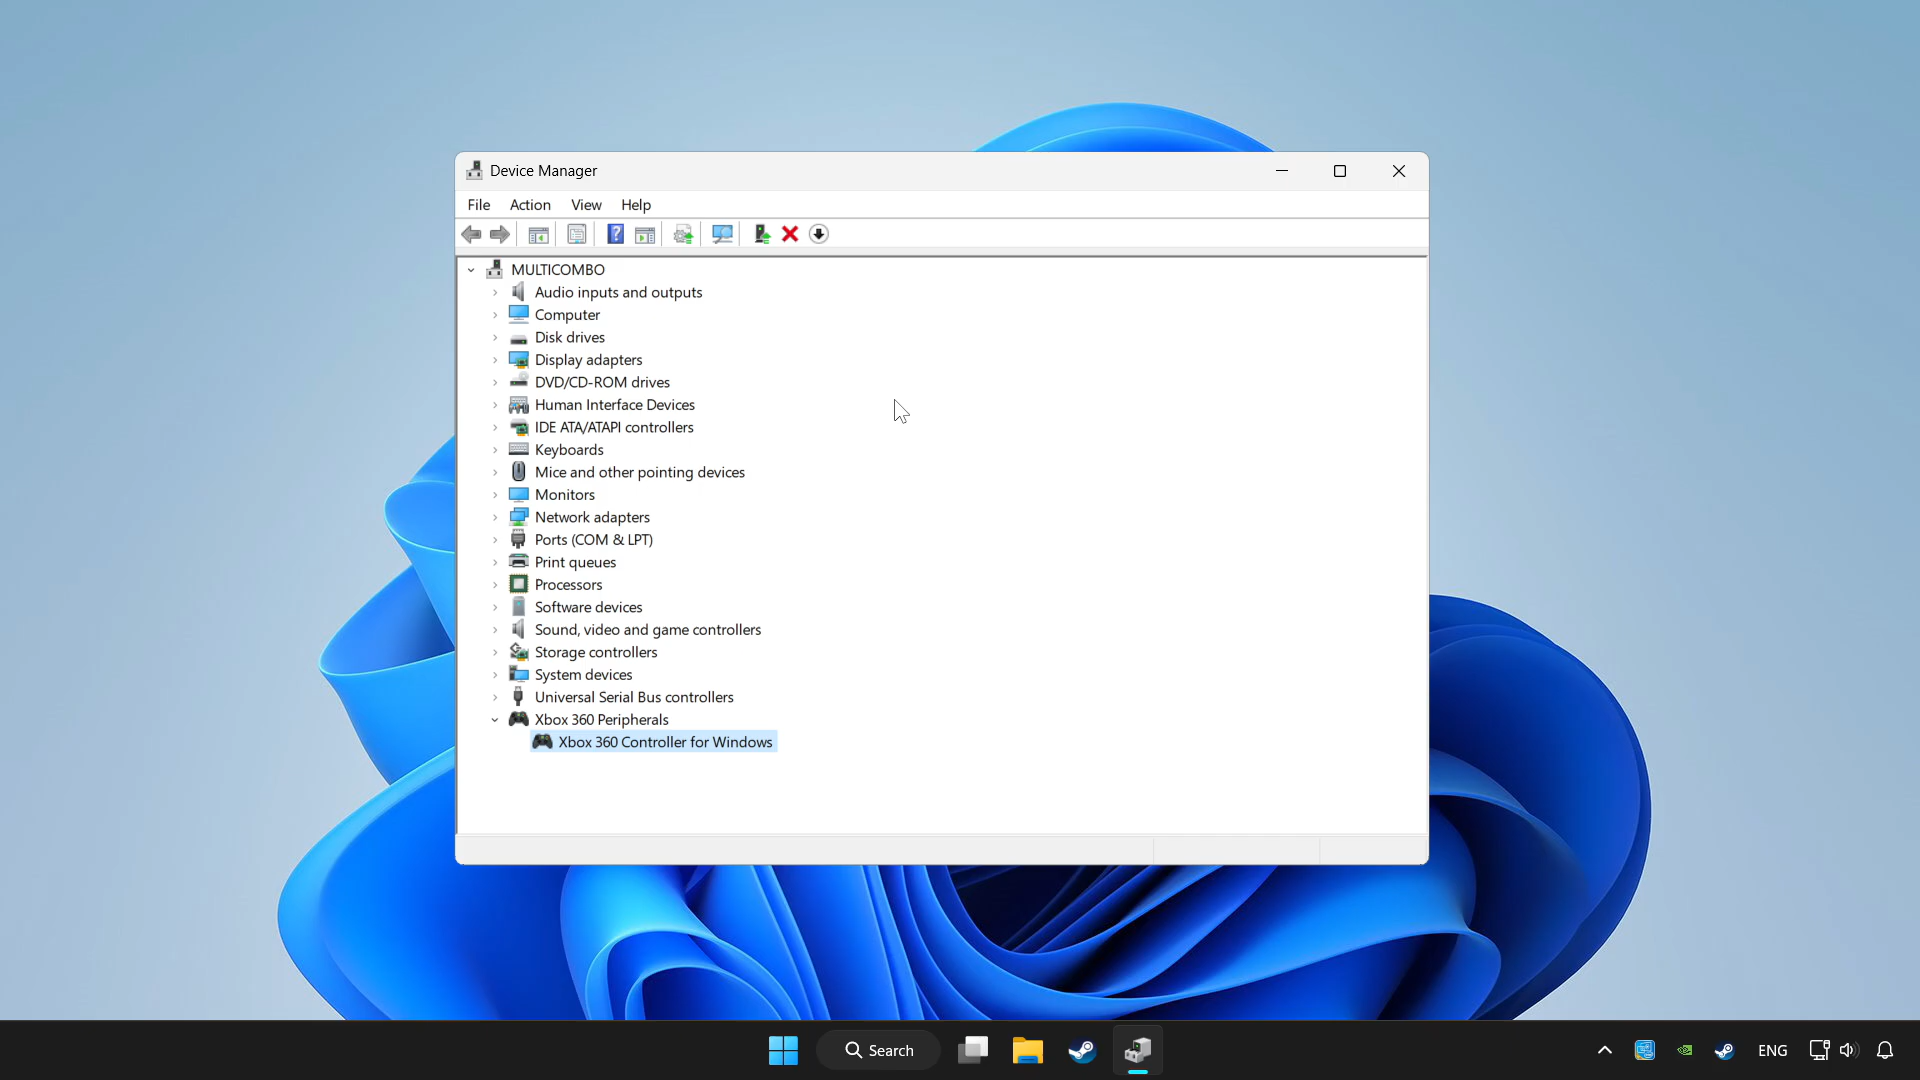 Device Manager
File Action View Help
MULTICOMBO
Audio inputs and outputs
Computer
Disk drives
Display adapters
DVD/CD-ROM drives
Human Interface Devices
IDE ATA/ATAPI controllers
Keyboards
Mice and other pointing devices
Monitors
Network adapters
Ports (COM & LPT)
Print queues
Processors
Software devices
Sound, video and game controllers
Storage controllers
System devices
Universal Serial Bus controllers
Xbox 360 Peripherals
Xbox 360 Controller for Windows
Search
ENG